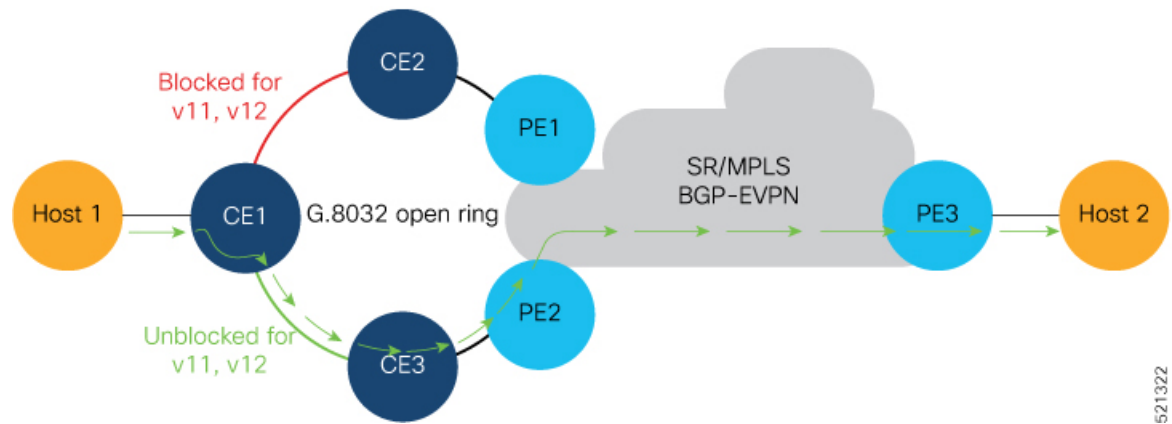 CE2
Blocked for
v11, v12
PE1
SR/MPLS
BGP-EVPN
Host 1
CE1
G.8032 open ring
PE3
Host 2
PE2
Unblocked for
v11, v12
CE3
521322